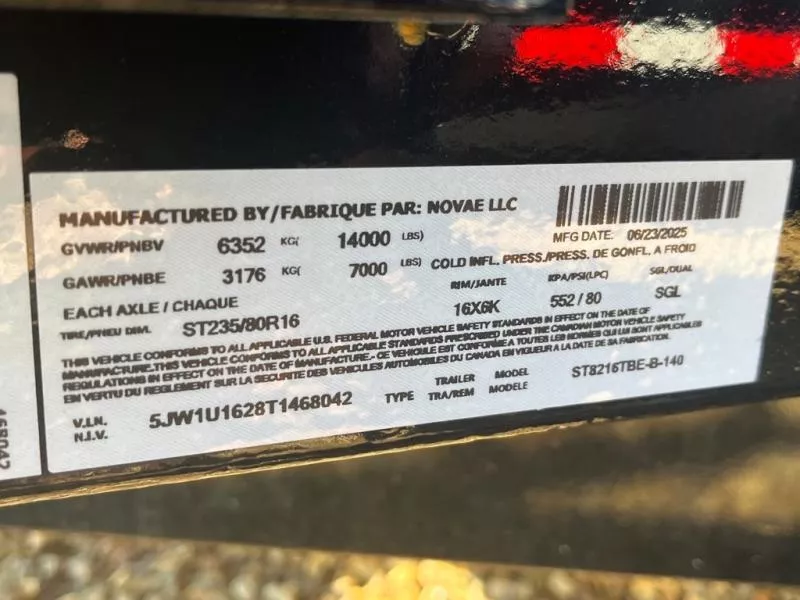 MANUFACTURED BY/FABRIQUE PAR: NOVAE LLC
MFG DATE: 06/23/2025
GVWR/PNBV 6352 KG( 14000 LBS)
GAWR/PNBE 3176 KG( 7000 LBS)
COLD INFL. PRESS./PRESS. DE GONFL. A FROID
EACH AXLE / CHAQUE
RIM/JANTE KPA/PSI(LPC) SGL/DUAL
TIRE/PNEU DIM. ST235/80R16 16X6K 552 / 80 SGL
THIS VEHICLE CONFORMS TO ALL APPLICABLE U.S. FEDERAL MOTOR VEHICLE SAFETY STANDARDS IN EFFECT ON THE DATE OF
MANUFACTURE.THIS VEHICLE CONFORMS TO ALL APPLICABLE STANDARDS PRESCRIBED UNDER THE CANADIAN MOTOR VEHICLE SAFETY
REGULATIONS IN EFFECT ON THE DATE OF MANUFACTURE.- CE VEHICULE EST CONFORME A TOUTES LES NORMES QUI LUI SONT APPLICABLES
EN VERTU DU REGLEMENT SUR LA SECURITE DES VEHICULES AUTOMOBILES DU CANADA EN VIGUEUR A LA DATE DE SA FABRICATION.
V.I.N. 5JW1U1628T1468042 TYPE TRAILER MODEL ST8216TBE-B-140
N.I.V. TRA/REM MODELE
468042